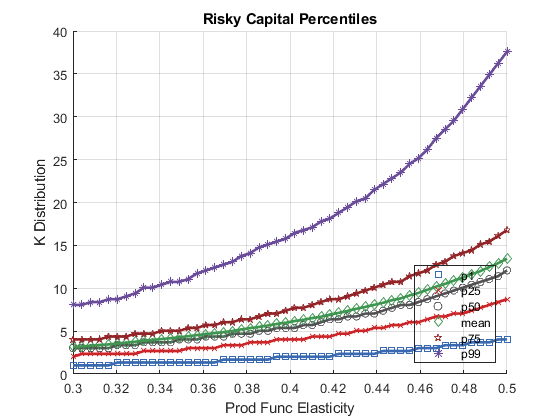 Risky Capital Percentiles
40
35
30
25
20
15
10
5
0
K Distribution
p1
p25
p50
mean
p75
p99
0.3 0.32 0.34 0.36 0.38 0.4 0.42 0.44 0.46 0.48 0.5
Prod Func Elasticity